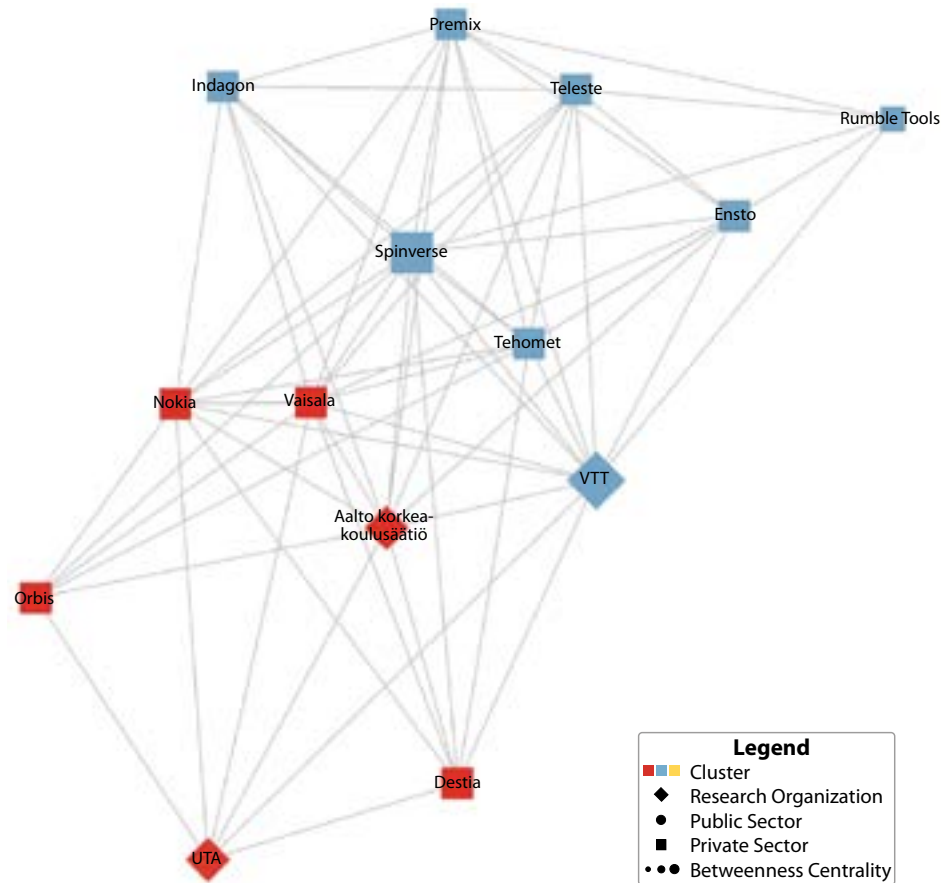 Premix
Indagon
Teleste
Rumble Tools
Ensto
Spinverse
Tehomet
Nokia
Vaisala
VTT
Aalto korkea-
koulusäätiö
Orbis
Destia
UTA
Legend
Cluster
Research Organization
Public Sector
Private Sector
Betweenness Centrality